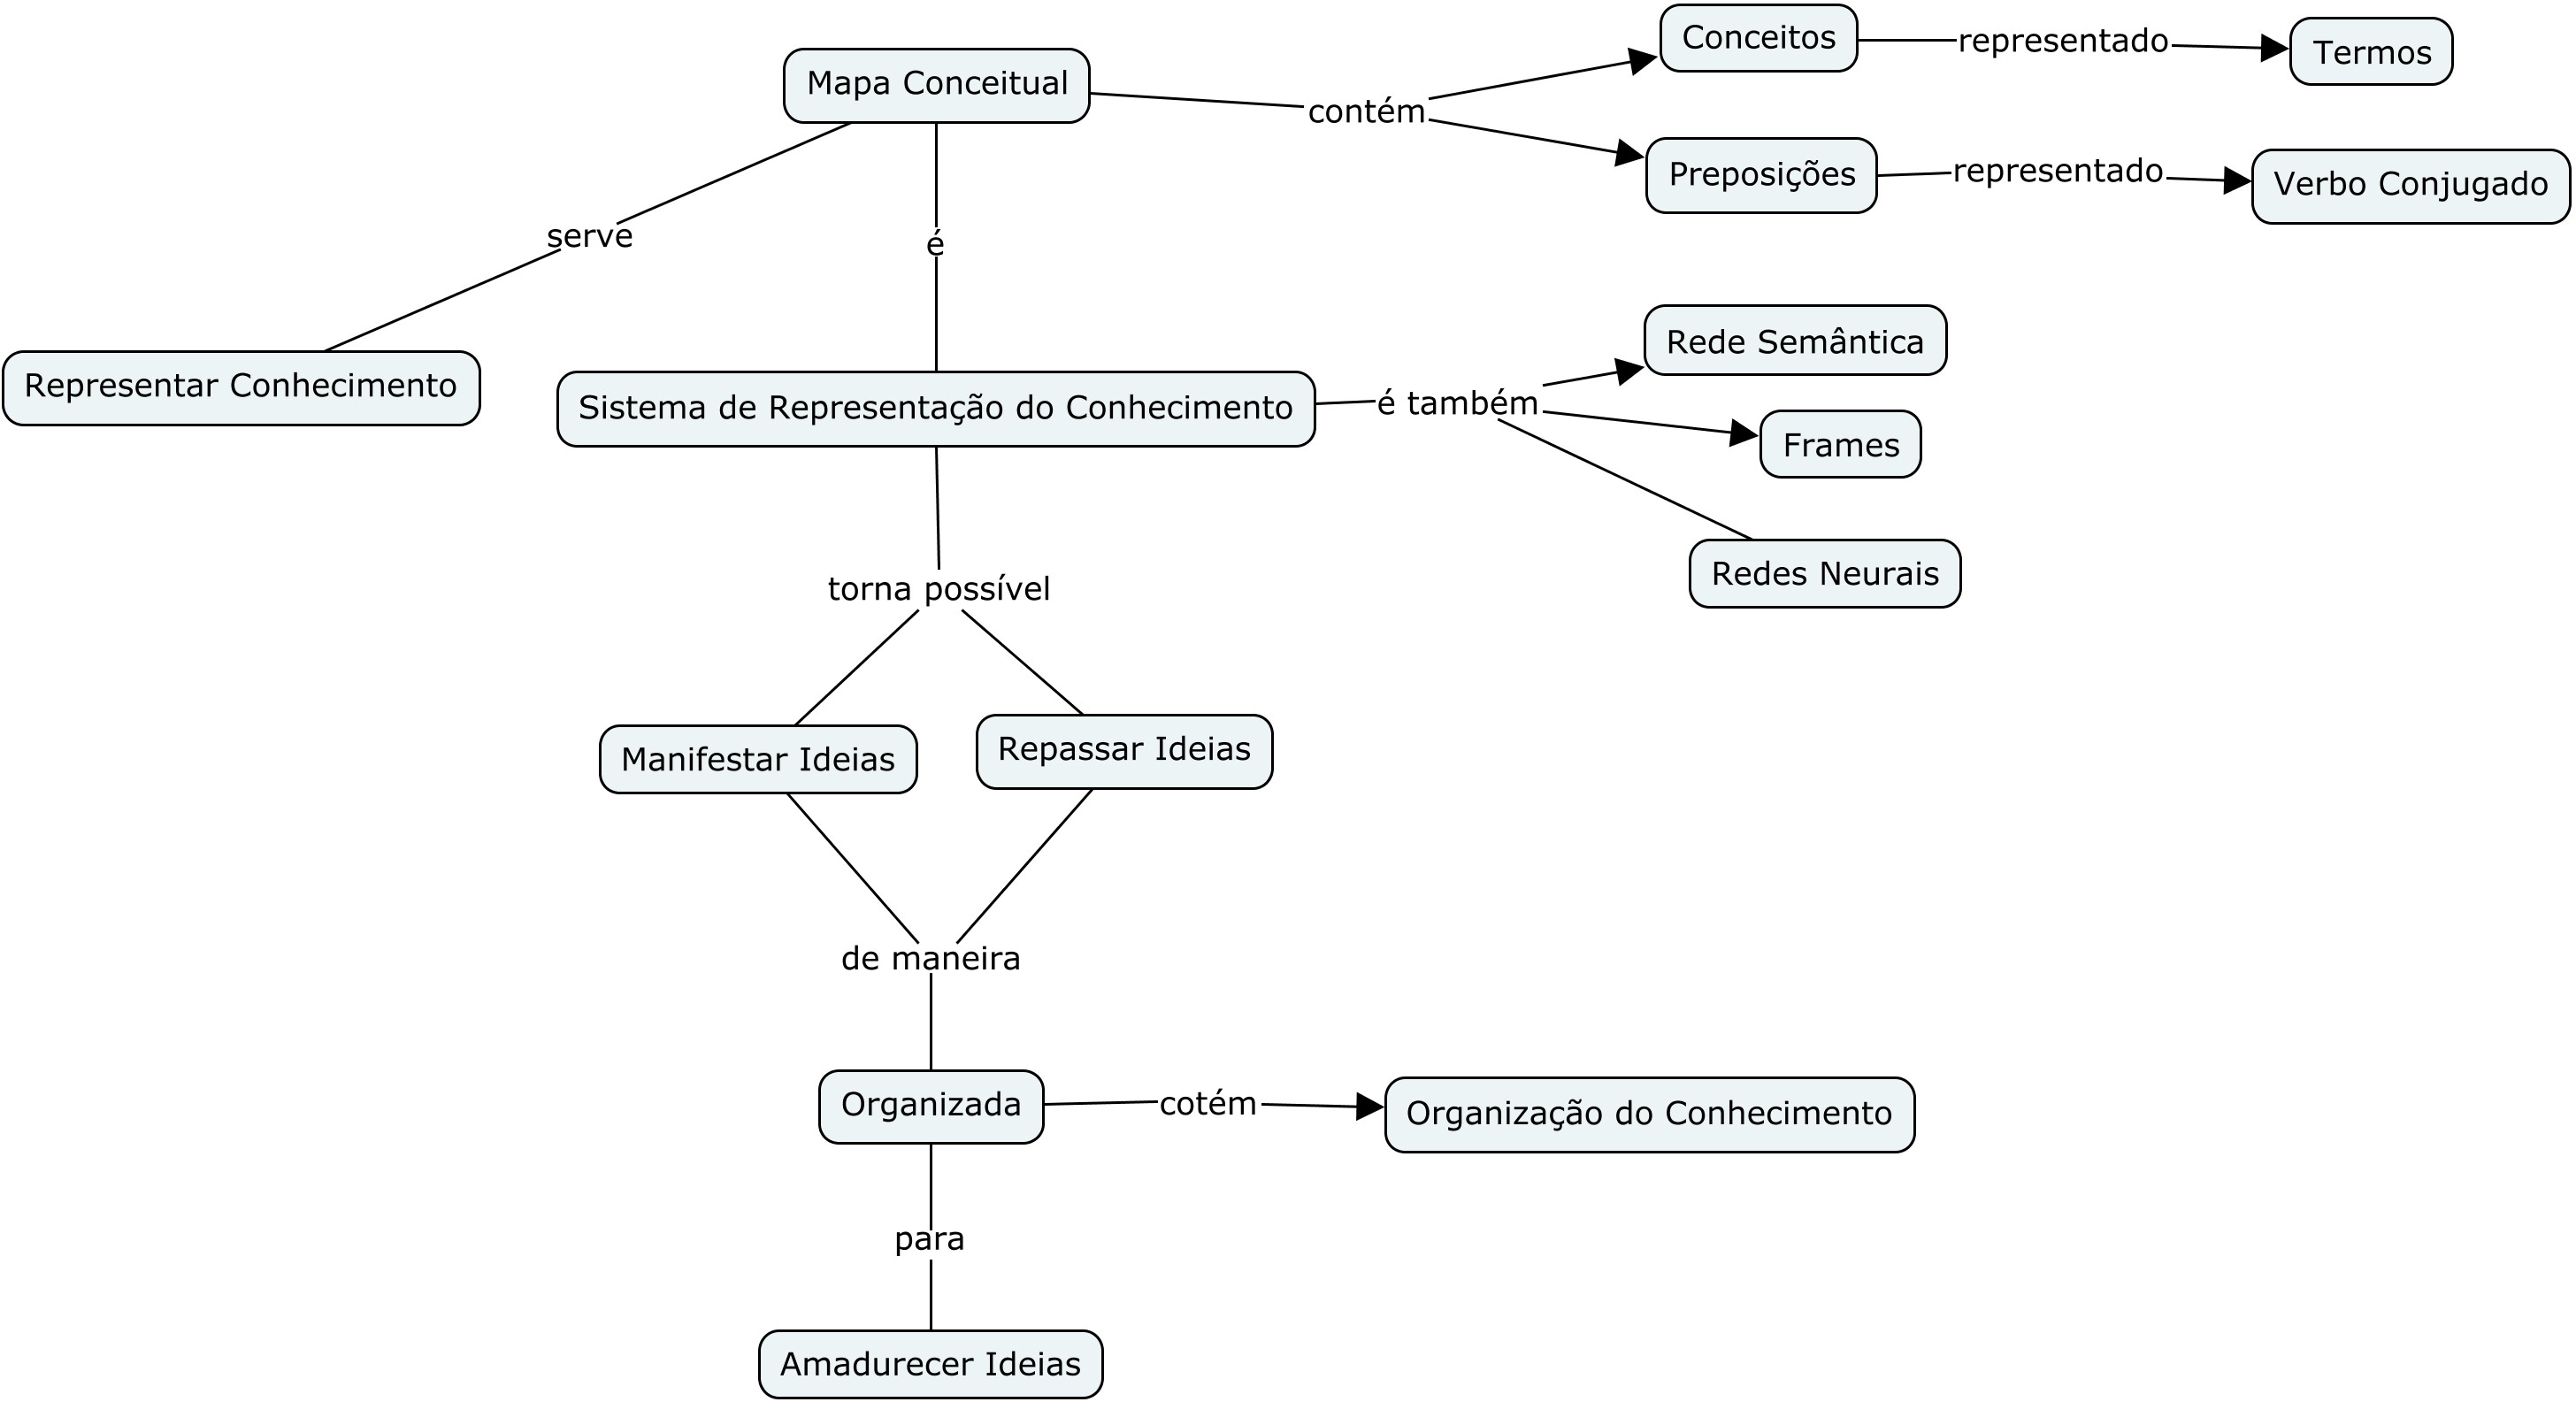 Conceitos
representado
Termos
Mapa Conceitual
contém
Preposições
representado
Verbo Conjugado
serve
é
Rede Semântica
Representar Conhecimento
Sistema de Representação do Conhecimento
é também
Frames
Redes Neurais
torna possível
Manifestar Ideias
Repassar Ideias
de maneira
Organizada
cotém
Organização do Conhecimento
para
Amadurecer Ideias